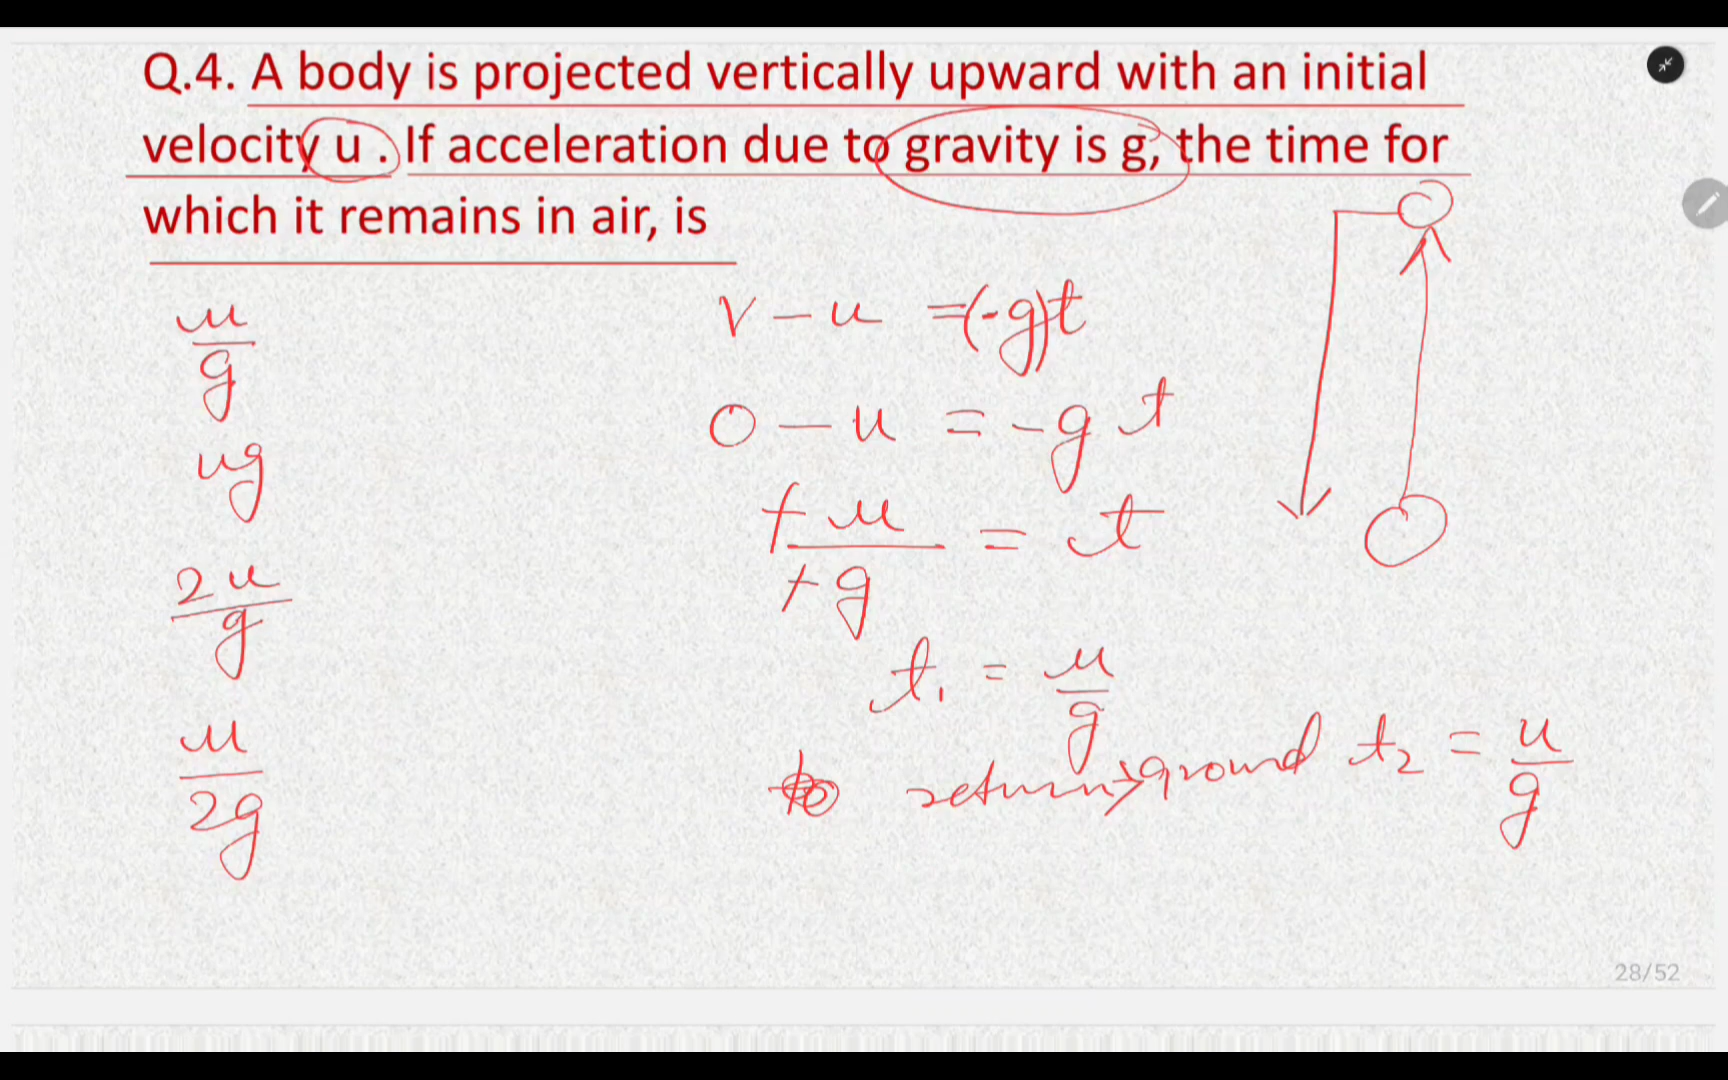 Q.4. A body is projected vertically upward with an initial
velocity u . If acceleration due to gravity is g, the time for
which it remains in air, is
u/g
ug
2u/g
u/2g
v - u = (-g)t
0 - u = -g t
+u/+g = t
t₁ = u/g
to return → ground t₂ = u/g
28/52